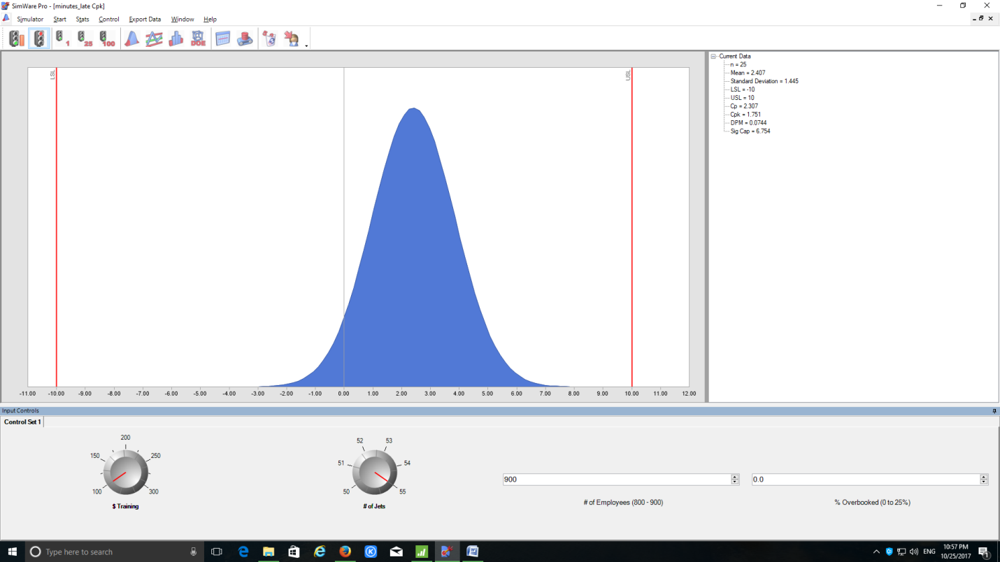 SimWare Pro - [minutes_late Cpk]
Simulator Start Stats Control Export Data Window Help
1 25 100 DOE
LSL USL
-11.00 -10.00 -9.00 -8.00 -7.00 -6.00 -5.00 -4.00 -3.00 -2.00 -1.00 0.00 1.00 2.00 3.00 4.00 5.00 6.00 7.00 8.00 9.00 10.00 11.00 12.00
Current Data
n = 25
Mean = 2.407
Standard Deviation = 1.445
LSL = -10
USL = 10
Cp = 2.307
Cpk = 1.751
DPM = 0.0744
Sig Cap = 6.754
Input Controls
Control Set 1
200
150 250
100 300
$ Training
52 53
51 54
50 55
# of Jets
900
# of Employees (800 - 900)
0.0
% Overbooked (0 to 25%)
Type here to search
ENG
10:57 PM
10/25/2017
1